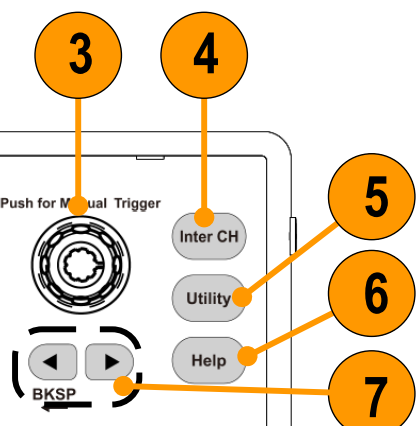 3
4
Push for Manual Trigger
Inter CH
5
Utility
6
Help
7
BKSP